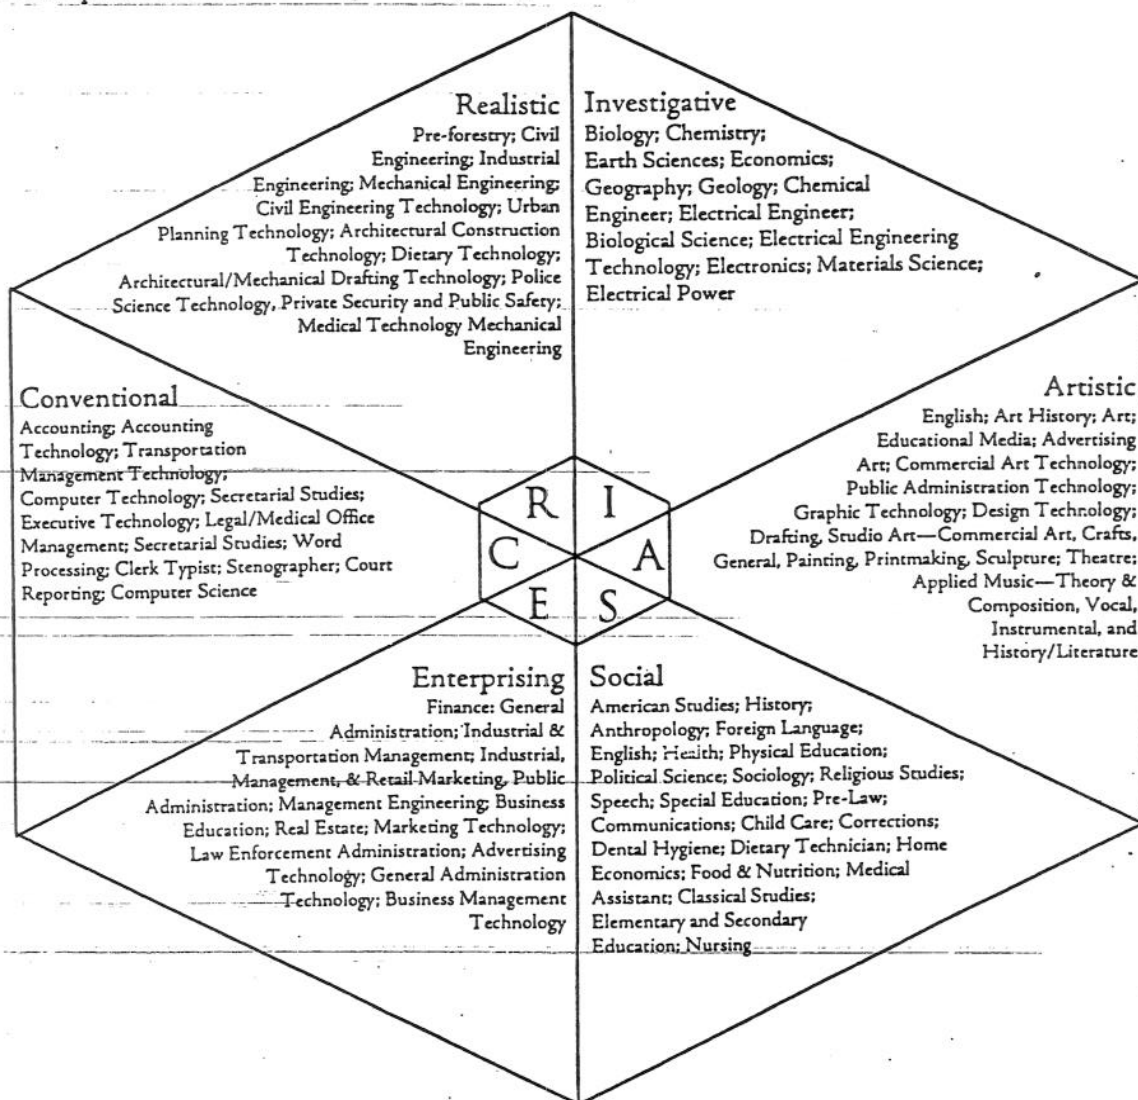 Realistic
Pre-forestry; Civil
Engineering; Industrial
Engineering; Mechanical Engineering;
Civil Engineering Technology; Urban
Planning Technology; Architectural Construction
Technology; Dietary Technology;
Architectural/Mechanical Drafting Technology; Police
Science Technology, Private Security and Public Safety;
Medical Technology Mechanical
Engineering
Investigative
Biology; Chemistry;
Earth Sciences; Economics;
Geography; Geology; Chemical
Engineer; Electrical Engineer;
Biological Science; Electrical Engineering
Technology; Electronics; Materials Science;
Electrical Power
Conventional
Accounting; Accounting
Technology; Transportation
Management Technology;
Computer Technology; Secretarial Studies;
Executive Technology; Legal/Medical Office
Management; Secretarial Studies; Word
Processing; Clerk Typist; Stenographer; Court
Reporting; Computer Science
R I
C A
E S
Artistic
English; Art History; Art;
Educational Media; Advertising
Art; Commercial Art Technology;
Public Administration Technology;
Graphic Technology; Design Technology;
Drafting, Studio Art—Commercial Art, Crafts,
General, Painting, Printmaking, Sculpture; Theatre;
Applied Music—Theory &
Composition, Vocal,
Instrumental, and
History/Literature
Enterprising
Finance: General
Administration; Industrial &
Transportation Management; Industrial,
Management, & Retail Marketing, Public
Administration; Management Engineering; Business
Education; Real Estate; Marketing Technology;
Law Enforcement Administration; Advertising
Technology; General Administration
Technology; Business Management
Technology
Social
American Studies; History;
Anthropology; Foreign Language;
English; Health; Physical Education;
Political Science; Sociology; Religious Studies;
Speech; Special Education; Pre-Law;
Communications; Child Care; Corrections;
Dental Hygiene; Dietary Technician; Home
Economics; Food & Nutrition; Medical
Assistant; Classical Studies;
Elementary and Secondary
Education; Nursing